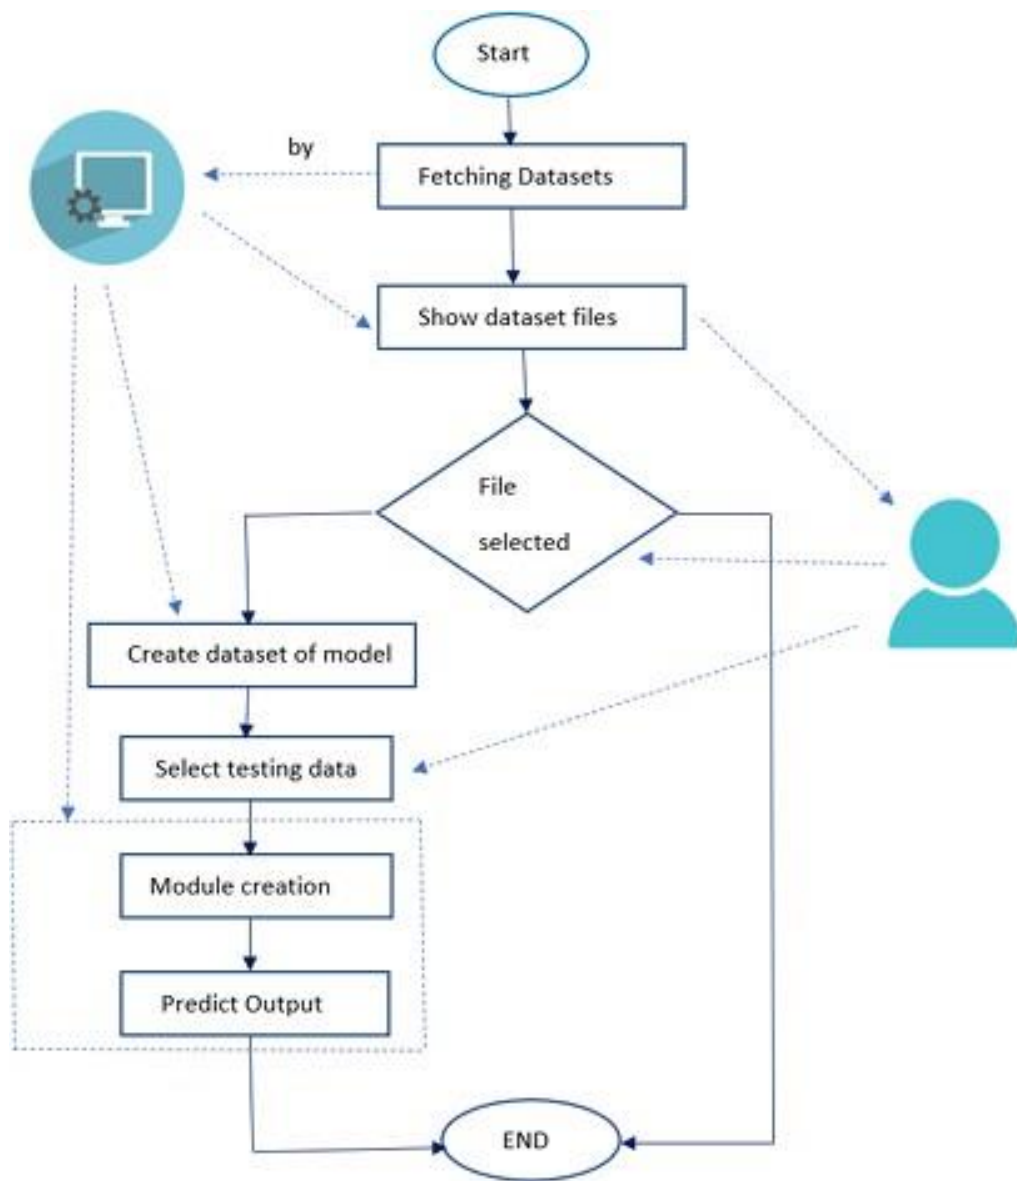 Start
by
Fetching Datasets
Show dataset files
File
selected
Create dataset of model
Select testing data
Module creation
Predict Output
END